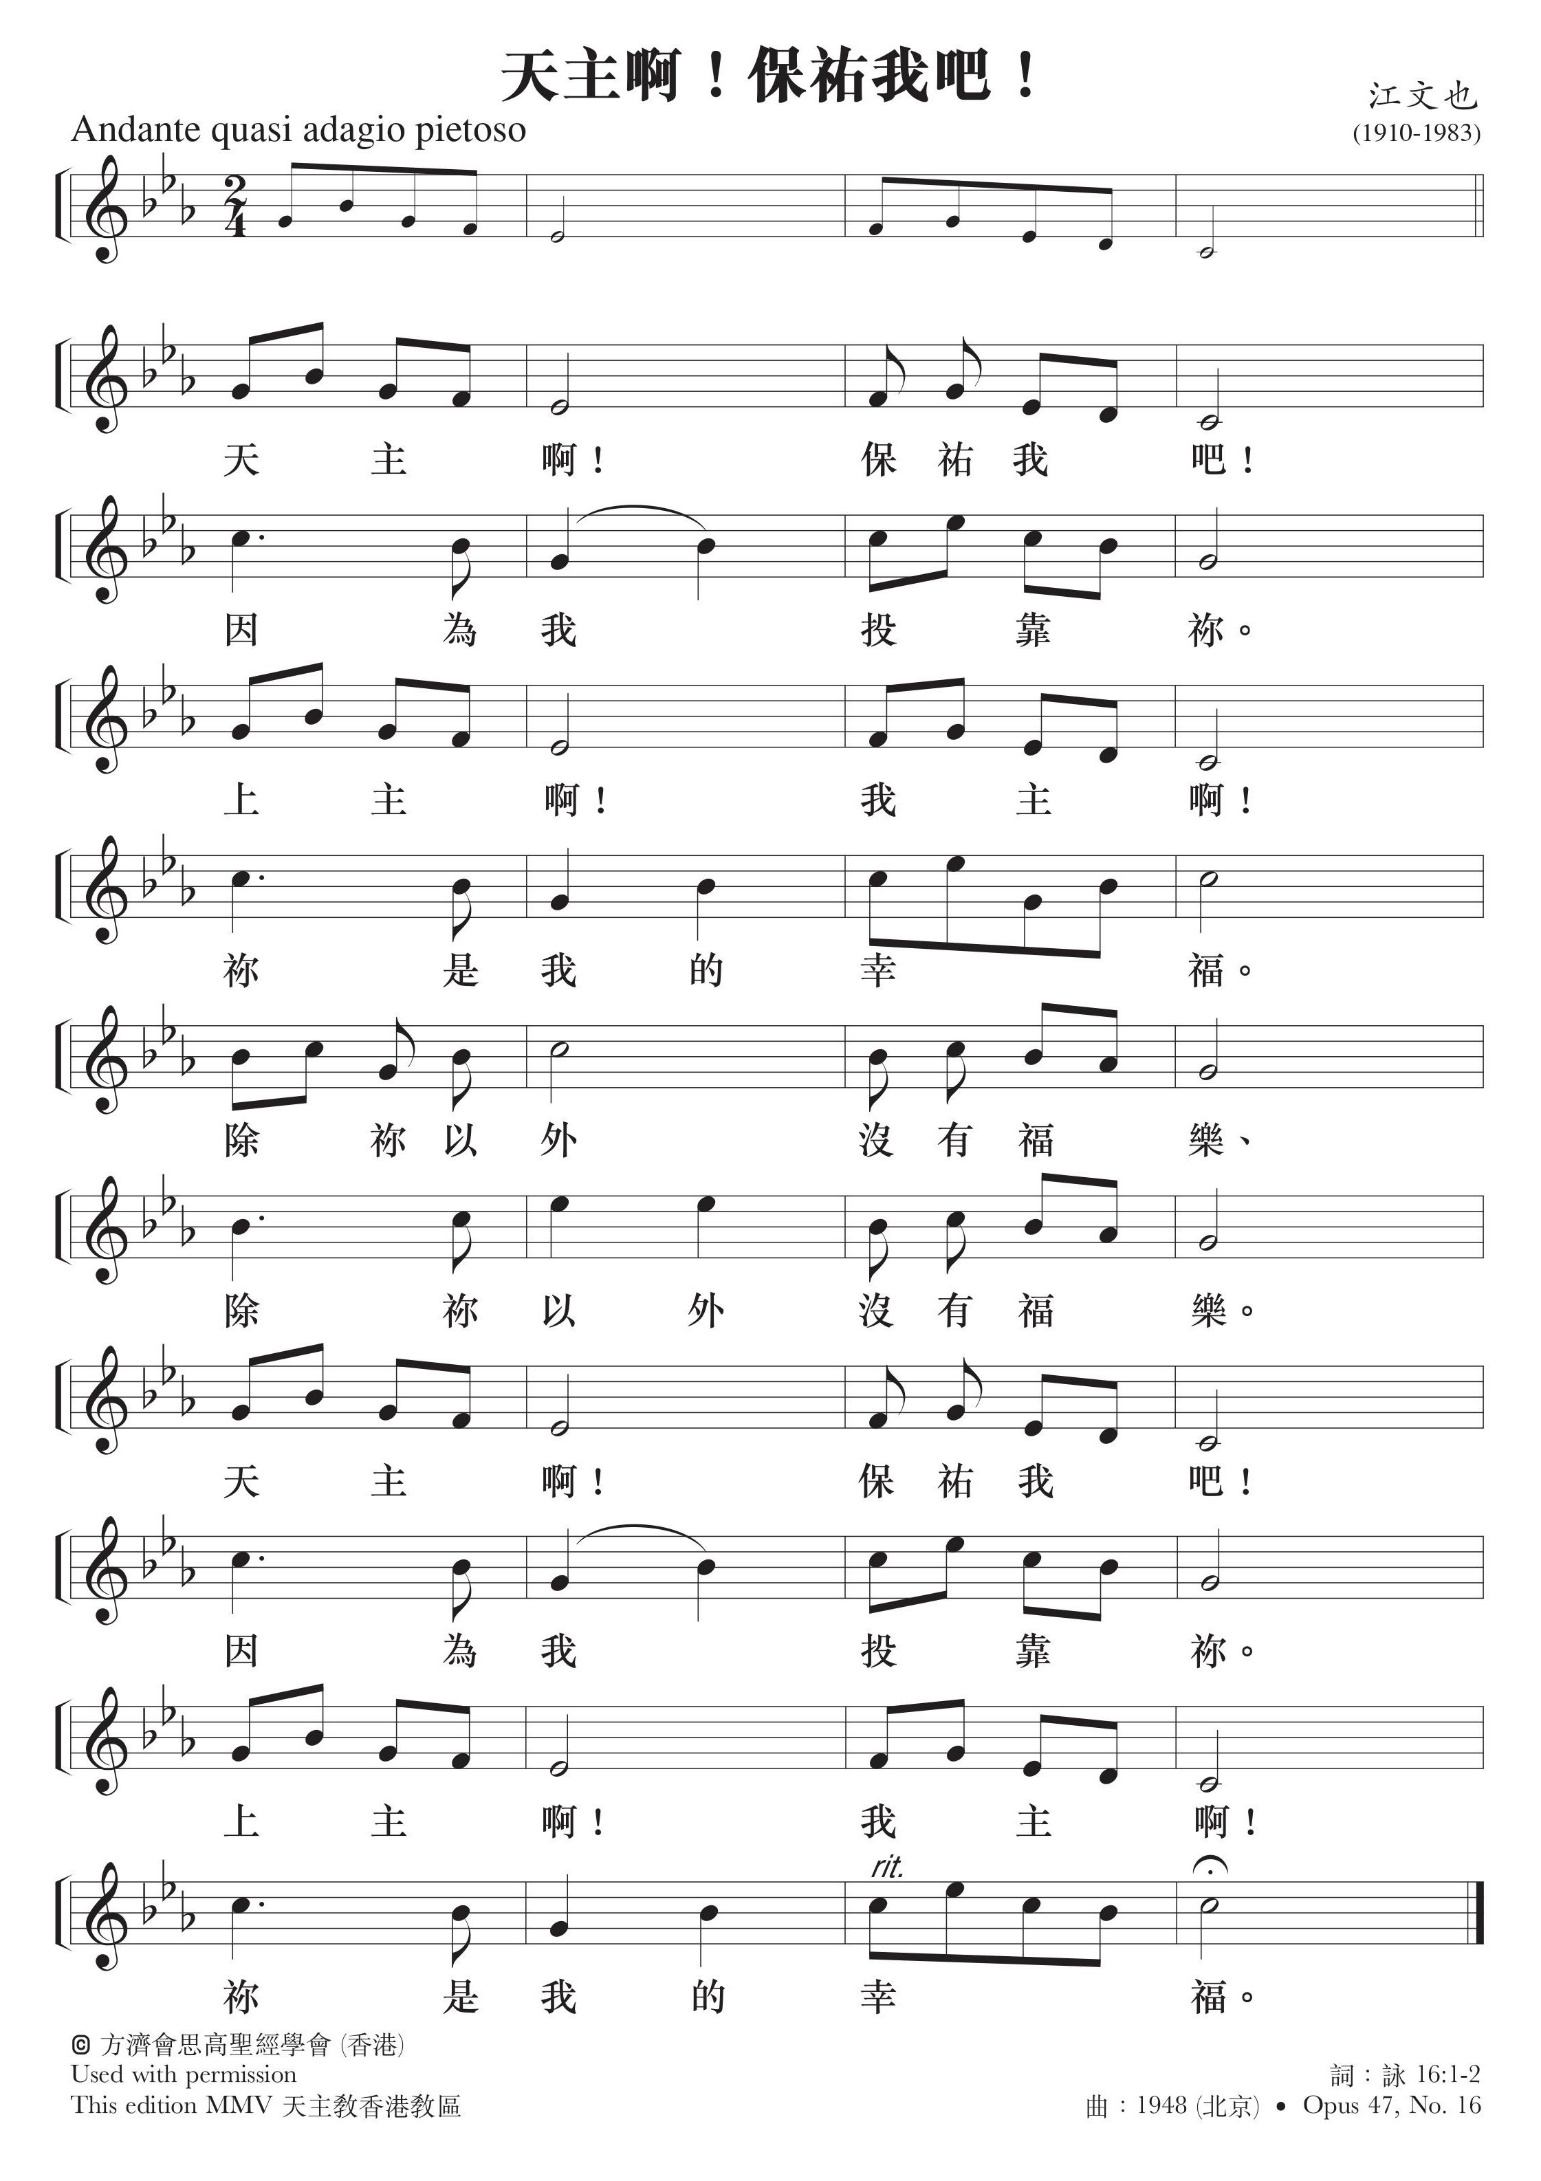 天主啊！保祐我吧！
江文也
Andante quasi adagio pietoso
(1910-1983)
天 主 啊！ 保 祐 我 吧！
因 為 我 投 靠 祢。
上 主 啊！ 我 主 啊！
祢 是 我 的 幸 福。
除 祢 以 外 沒 有 福 樂、
除 祢 以 外 沒 有 福 樂。
天 主 啊！ 保 祐 我 吧！
因 為 我 投 靠 祢。
上 主 啊！ 我 主 啊！
rit.
祢 是 我 的 幸 福。
© 方濟會思高聖經學會 (香港)
Used with permission
詞：詠 16:1-2
This edition MMV 天主教香港教區
曲：1948 (北京) • Opus 47, No. 16